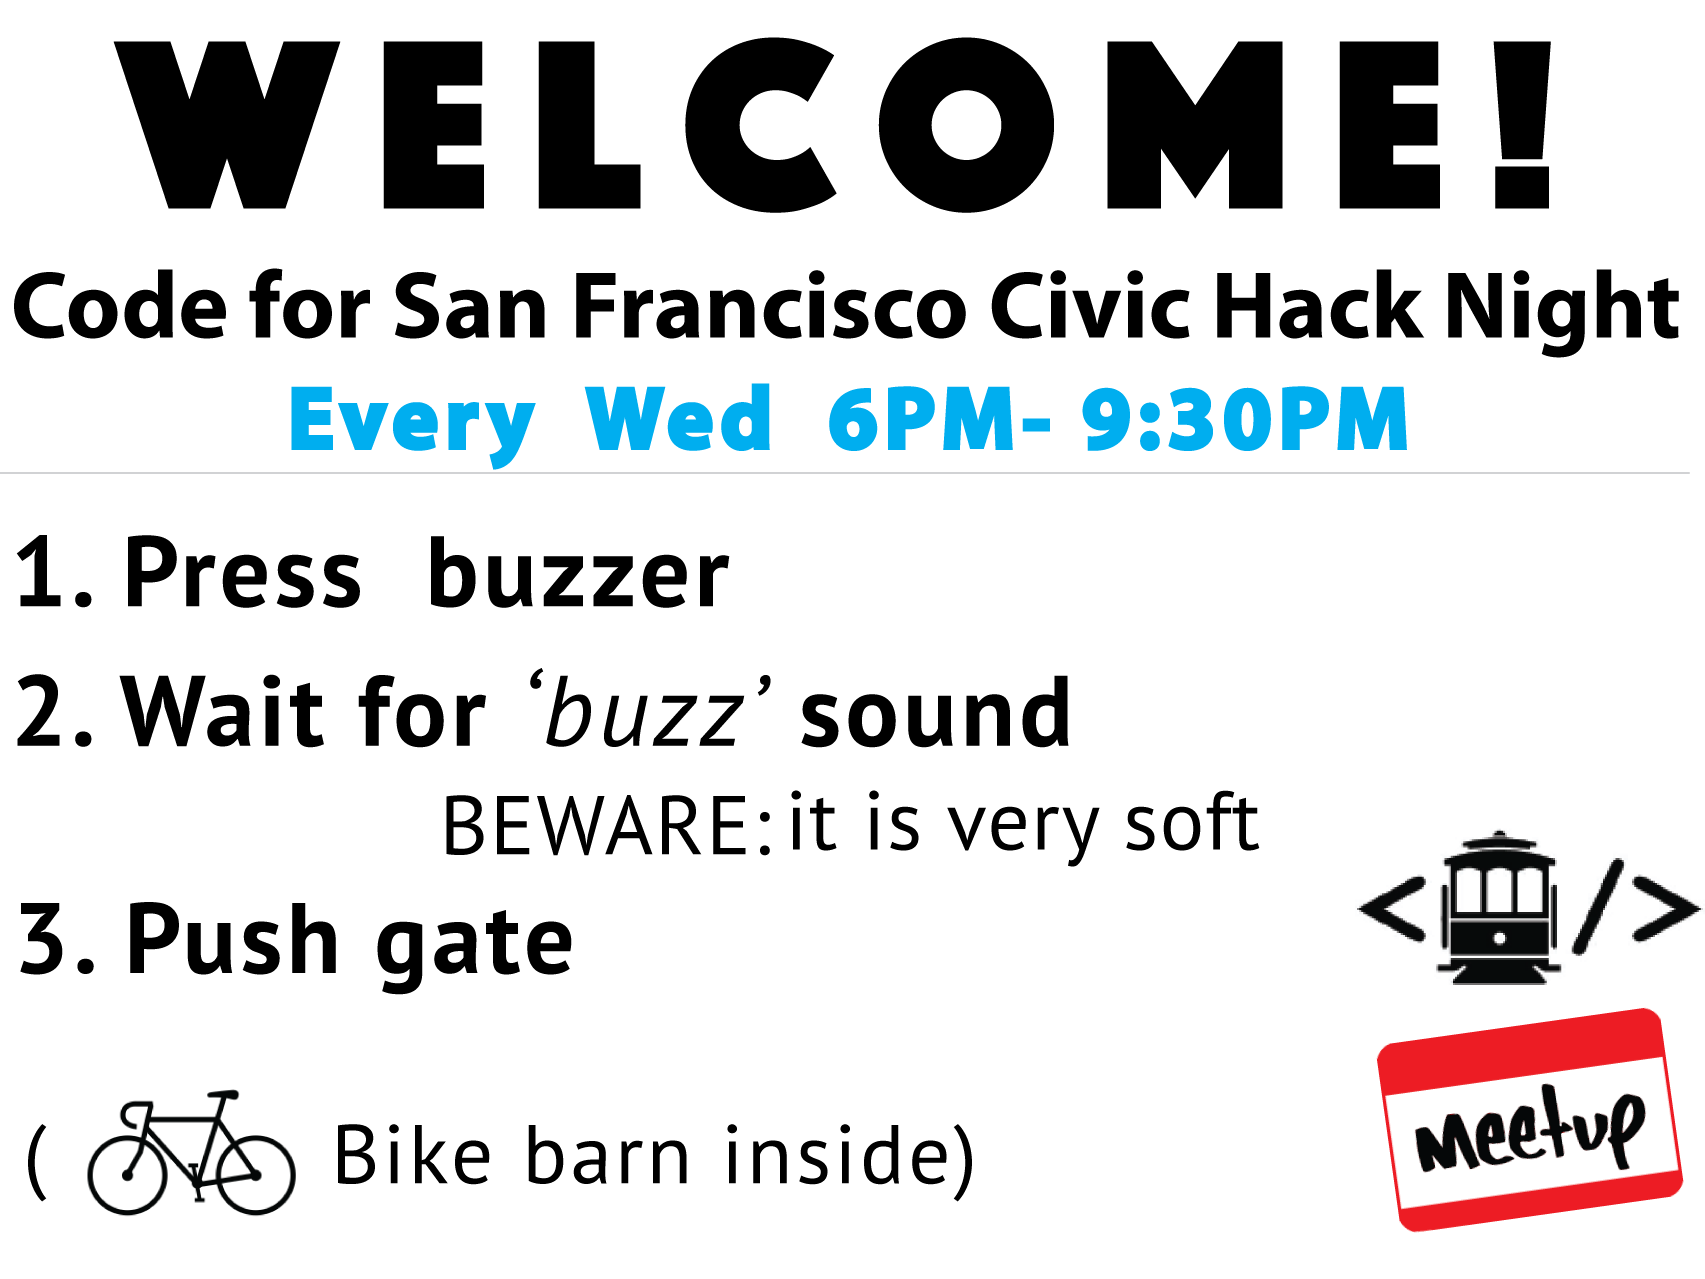 WELCOME!
Code for San Francisco Civic Hack Night
Every Wed 6PM- 9:30PM
1. Press buzzer
2. Wait for ‘buzz’ sound
BEWARE: it is very soft
3. Push gate
< />
( Bike barn inside)
Meetup